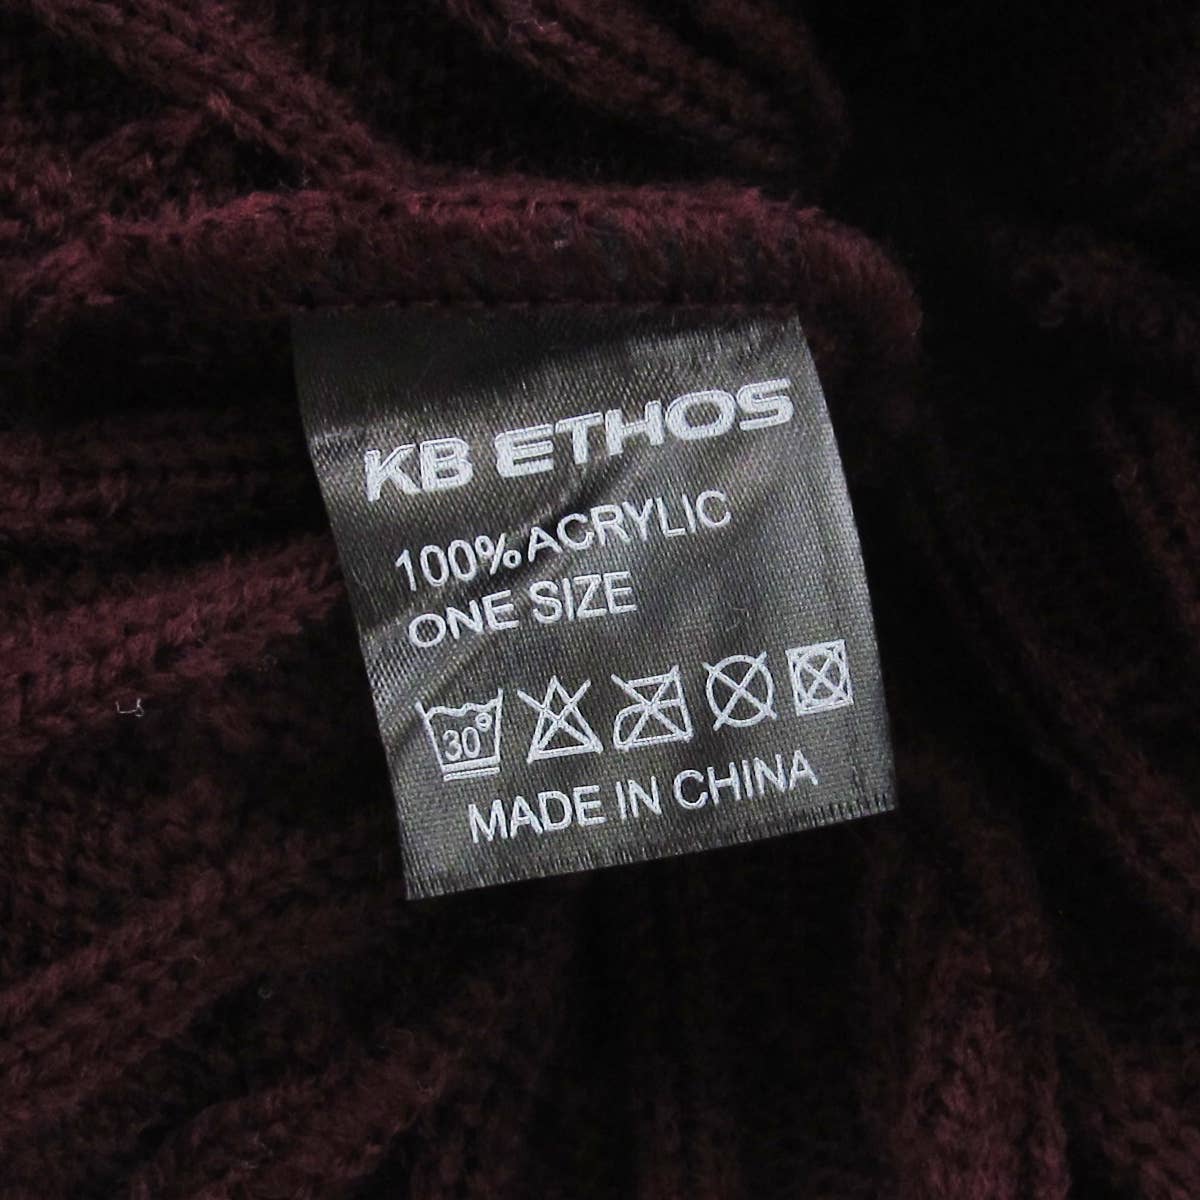 KB ETHOS
100% ACRYLIC
ONE SIZE
30°
MADE IN CHINA